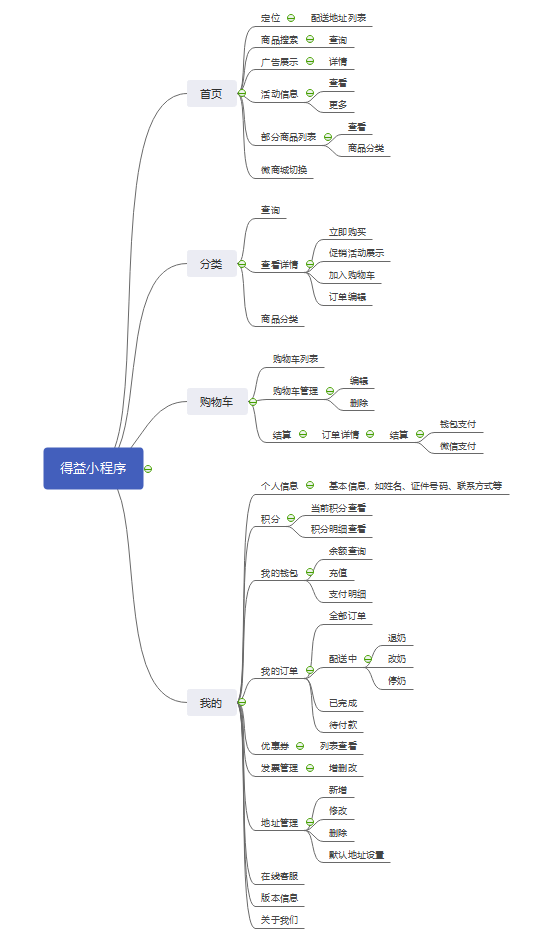 得益小程序
首页
定位
配送地址列表
商品搜索
查询
广告展示
详情
活动信息
查看
更多
部分商品列表
查看
商品分类
微商城切换
分类
查询
查看详情
立即购买
促销活动展示
加入购物车
订单编辑
商品分类
购物车
购物车列表
购物车管理
编辑
删除
结算
订单详情
结算
钱包支付
微信支付
我的
个人信息
基本信息，如姓名、证件号码、联系方式等
积分
当前积分查看
积分明细查看
我的钱包
余额查询
充值
支付明细
我的订单
全部订单
配送中
退奶
改奶
停奶
已完成
待付款
优惠券
列表查看
发票管理
增删改
地址管理
新增
修改
删除
默认地址设置
在线客服
版本信息
关于我们